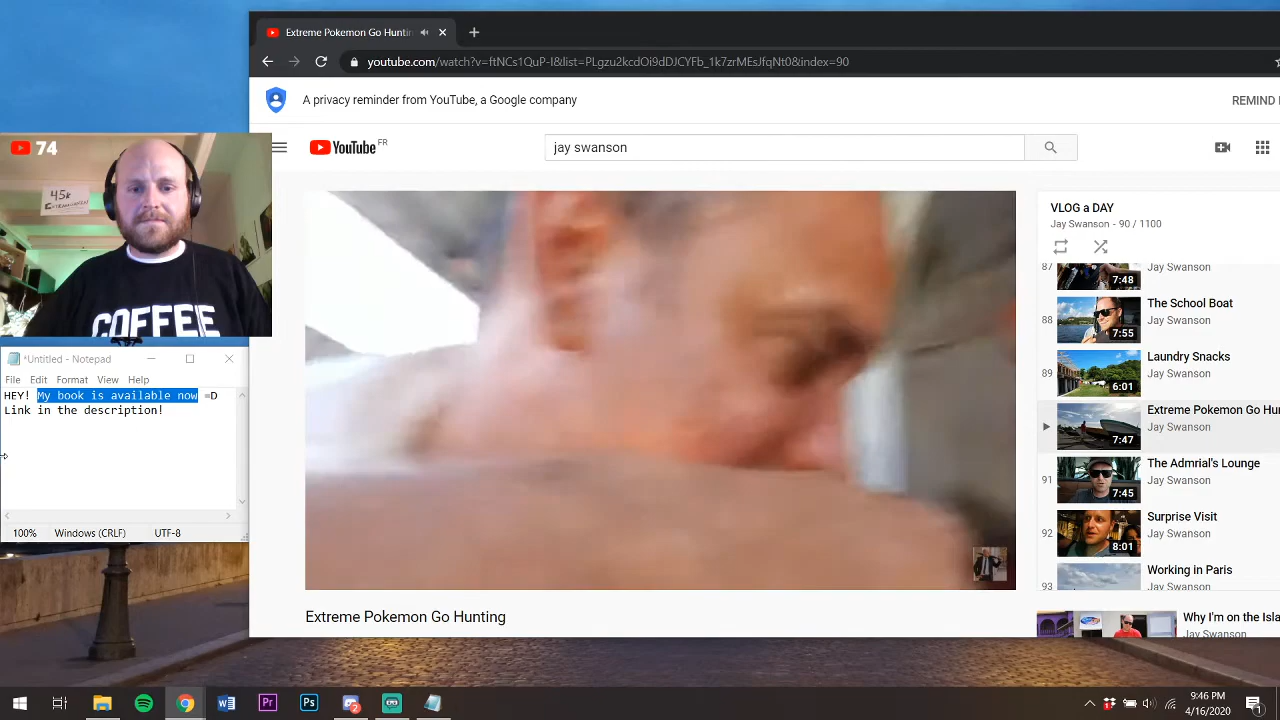 Extreme Pokemon Go Huntin
youtube.com/watch?v=ftNCs1QuP-I&list=PLgzu2kcdOi9dDJCYFb_1k7zrMEsJfqNt0&index=90
A privacy reminder from YouTube, a Google company
REMIND
YouTube FR
jay swanson
74
45k
COFFEE
VLOG a DAY
Jay Swanson - 90 / 1100
87
7:48
Jay Swanson
88
7:55
The School Boat
Jay Swanson
89
6:01
Laundry Snacks
Jay Swanson
7:47
Extreme Pokemon Go Hu
Jay Swanson
91
7:45
The Admrial's Lounge
Jay Swanson
92
8:01
Surprise Visit
Jay Swanson
93
Working in Paris
Jay Swanson
Why I'm on the Isla
Jay Swanson
Extreme Pokemon Go Hunting
*Untitled - Notepad
File Edit Format View Help
HEY! My book is available now =D
Link in the description!
100% Windows (CRLF) UTF-8
W
Pr
Ps
9:46 PM
4/16/2020